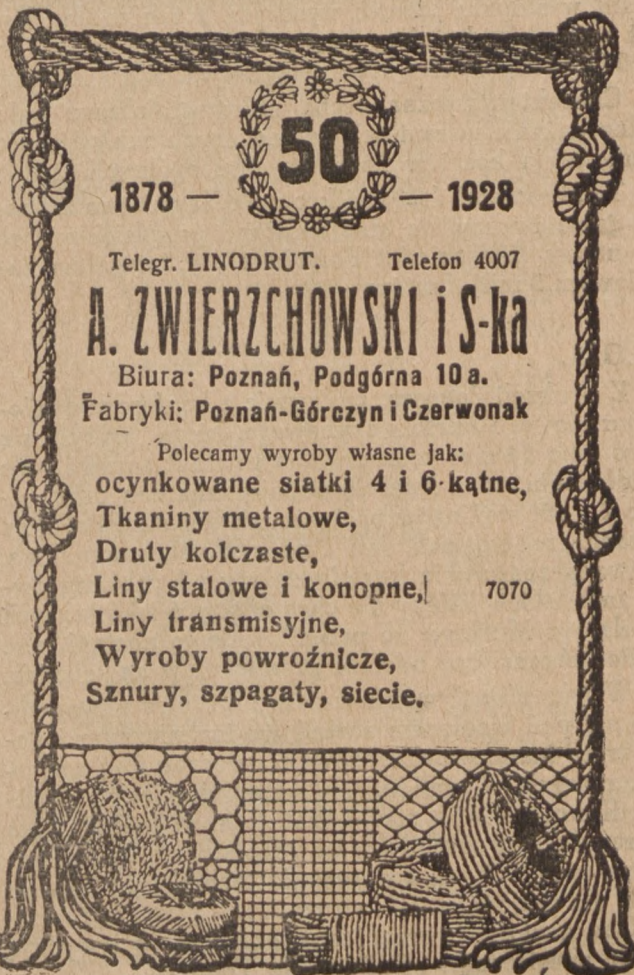 50
1878 — — 1928
Telegr. LINODRUT. Telefon 4007
A. ZWIERZCHOWSKI i S-ka
Biura: Poznań, Podgórna 10a.
Fabryki: Poznań-Górczyn i Czerwonak
Polecamy wyroby własne jak:
ocynkowane siatki 4 i 6-kątne,
Tkaniny metalowe,
Druty kolczaste,
Liny stalowe i konopne, 7070
Liny transmisyjne,
Wyroby powroźnicze,
Sznury, szpagaty, siecie.